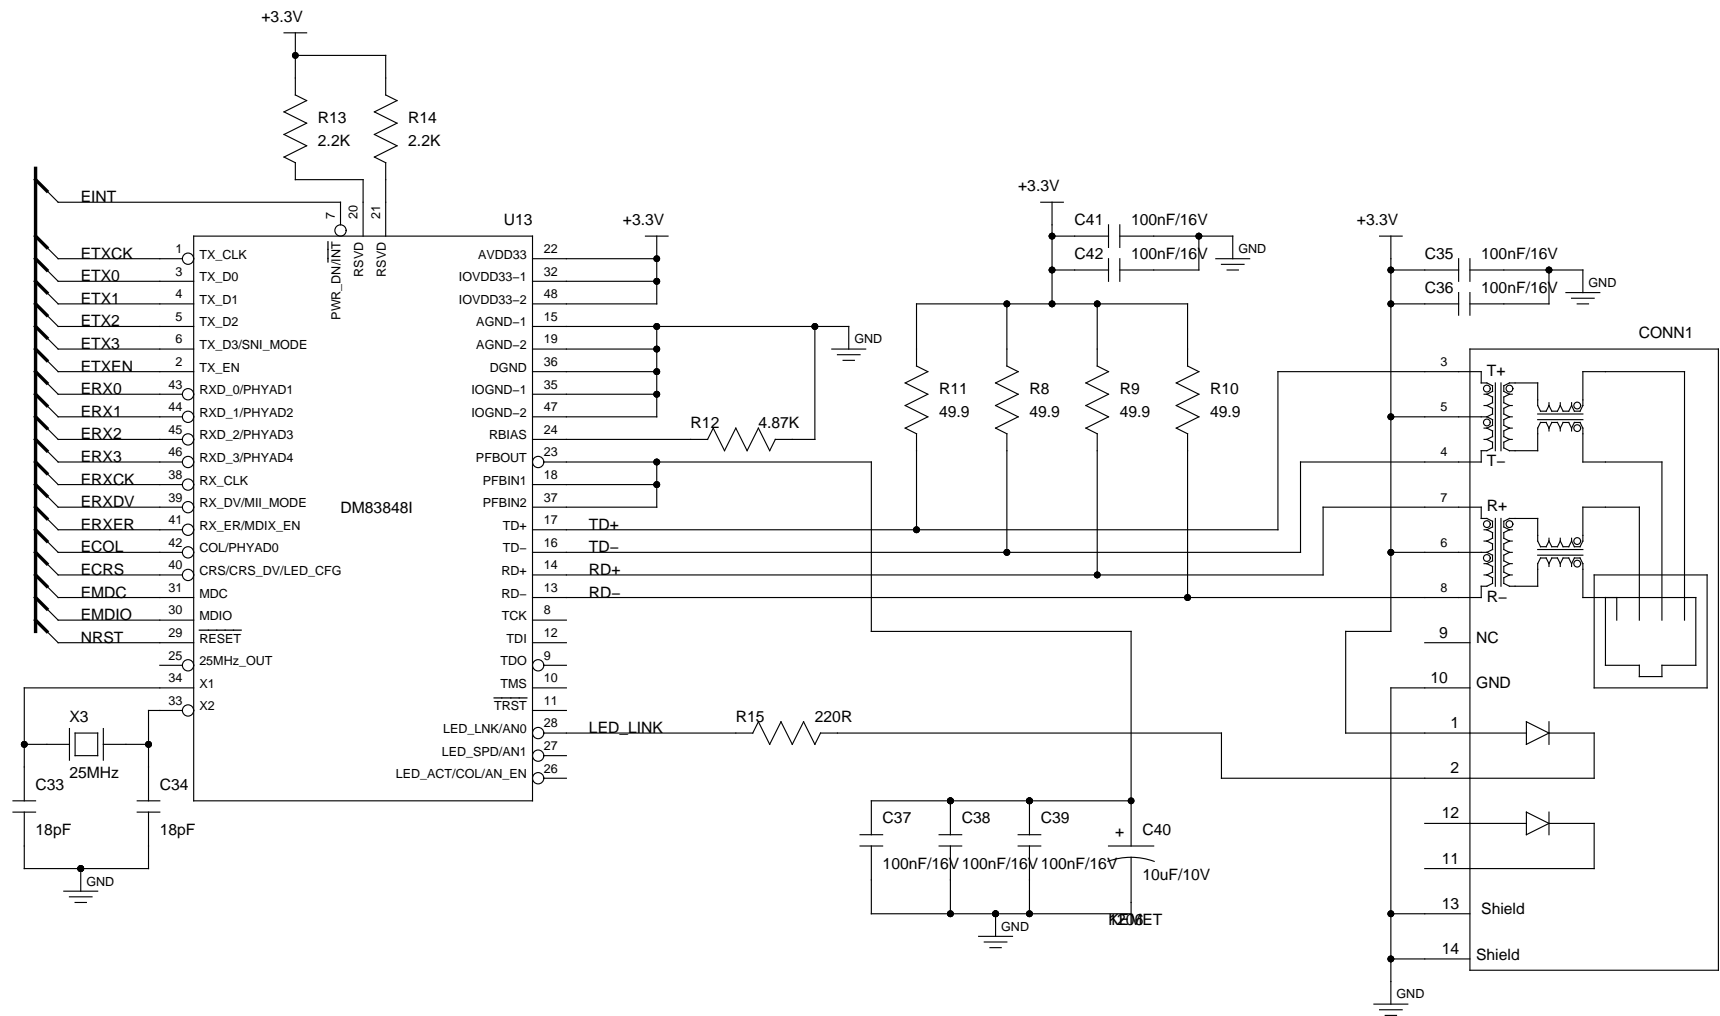 +3.3V
R13
2.2K
R14
2.2K
EINT
7
20
21
U13
+3.3V
PWR_DN/INT
RSVD
RSVD
ETXCK 1 TX_CLK
ETX0 3 TX_D0
ETX1 4 TX_D1
ETX2 5 TX_D2
ETX3 6 TX_D3/SNI_MODE
ETXEN 2 TX_EN
ERX0 43 RXD_0/PHYAD1
ERX1 44 RXD_1/PHYAD2
ERX2 45 RXD_2/PHYAD3
ERX3 46 RXD_3/PHYAD4
ERXCK 38 RX_CLK
ERXDV 39 RX_DV/MII_MODE
ERXER 41 RX_ER/MDIX_EN
ECOL 42 COL/PHYAD0
ECRS 40 CRS/CRS_DV/LED_CFG
EMDC 31 MDC
EMDIO 30 MDIO
NRST 29 RESET
25 25MHz_OUT
34 X1
33 X2
DM83848I
AVDD33 22
IOVDD33–1 32
IOVDD33–2 48
AGND–1 15
AGND–2 19
DGND 36
IOGND–1 35
IOGND–2 47
RBIAS 24
PFBOUT 23
PFBIN1 18
PFBIN2 37
TD+ 17 TD+
TD– 16 TD–
RD+ 14 RD+
RD– 13 RD–
TCK 8
TDI 12
TDO 9
TMS 10
TRST 11
LED_LNK/AN0 28 LED_LINK
LED_SPD/AN1 27
LED_ACT/COL/AN_EN 26
GND
R12 4.87K
R15 220R
X3
25MHz
C33
18pF
C34
18pF
GND
+3.3V
C41 100nF/16V
C42 100nF/16V
GND
R11
49.9
R8
49.9
R9
49.9
R10
49.9
C37
100nF/16V
C38
100nF/16V
C39
100nF/16V
+
C40
10uF/10V
KEMET
1206
GND
+3.3V
C35 100nF/16V
C36 100nF/16V
GND
CONN1
3 T+
5
4 T–
7 R+
6
8 R–
9 NC
10 GND
1
2
12
11
13 Shield
14 Shield
GND